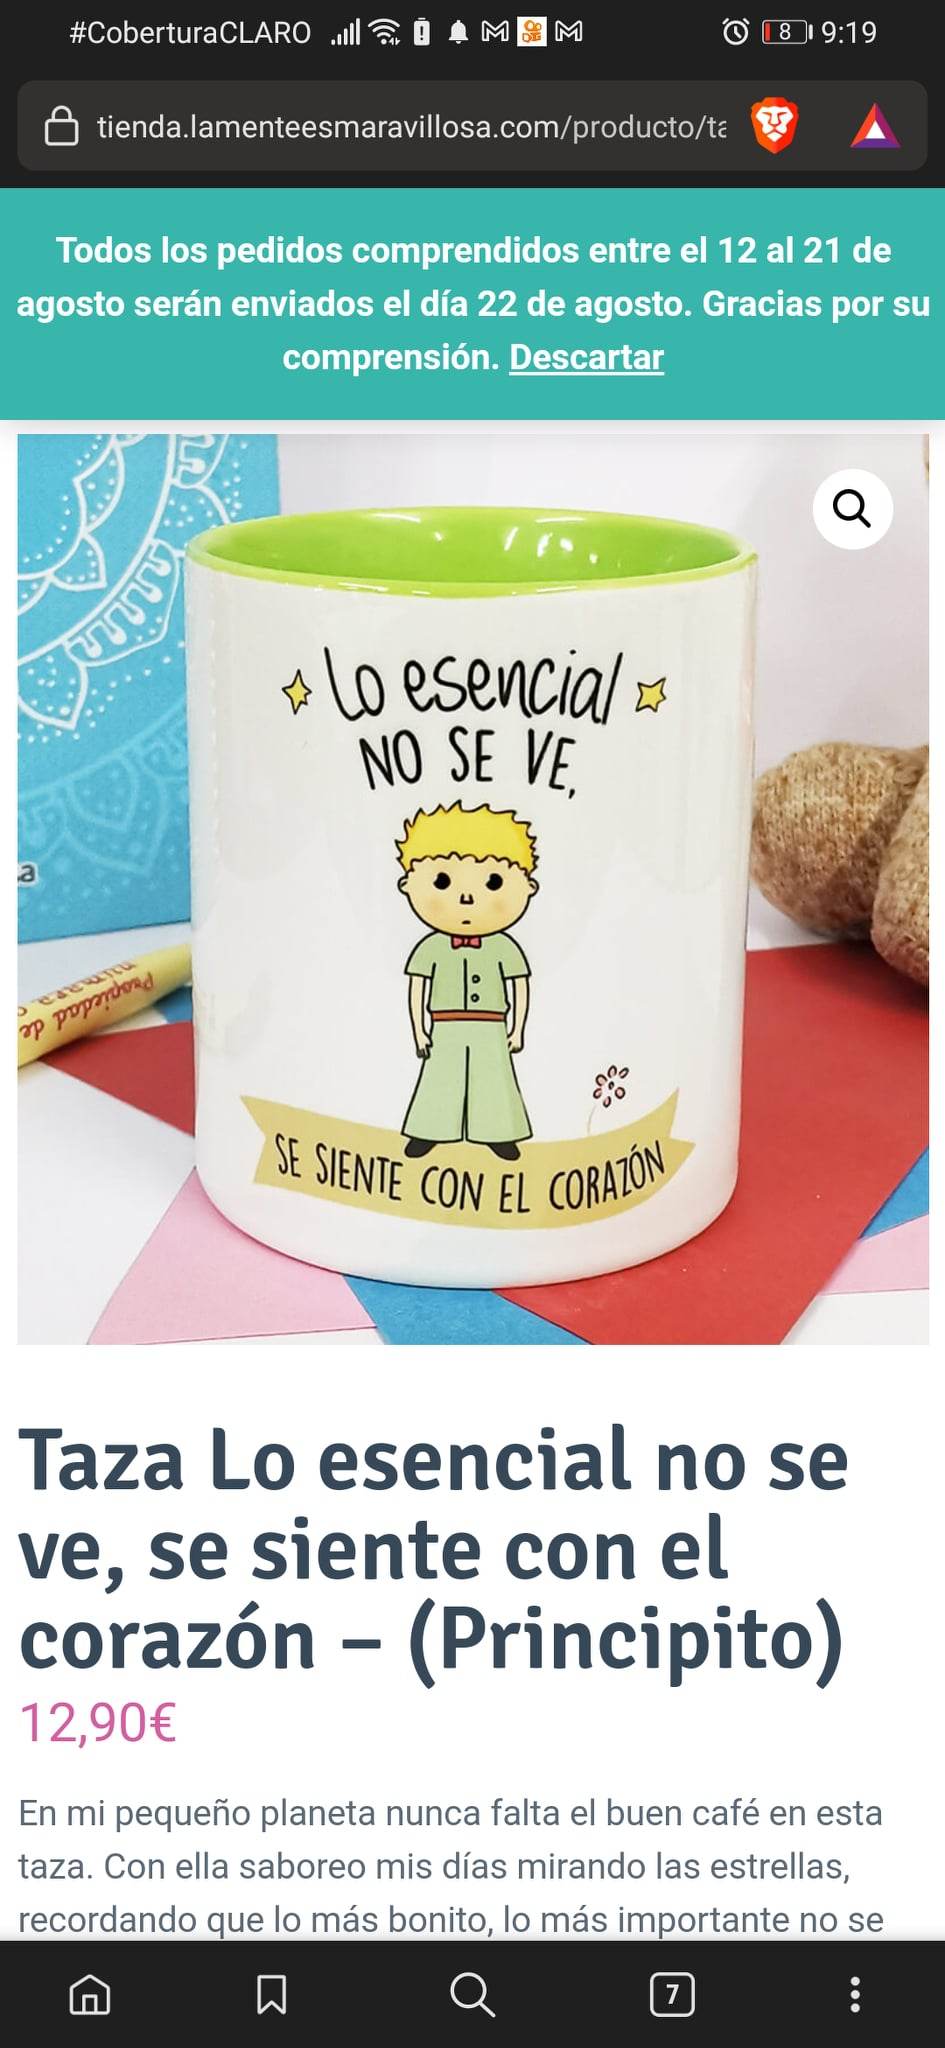 #CoberturaCLARO 8 9:19
tienda.lamenteesmaravillosa.com/producto/ta
Todos los pedidos comprendidos entre el 12 al 21 de
agosto serán enviados el día 22 de agosto. Gracias por su
comprensión. Descartar
Lo esencial
NO SE VE,
a
Propiedad de
SE SIENTE CON EL CORAZÓN
Taza Lo esencial no se
ve, se siente con el
corazón – (Principito)
12,90€
En mi pequeño planeta nunca falta el buen café en esta
taza. Con ella saboreo mis días mirando las estrellas,
recordando que lo más bonito, lo más importante no se
7